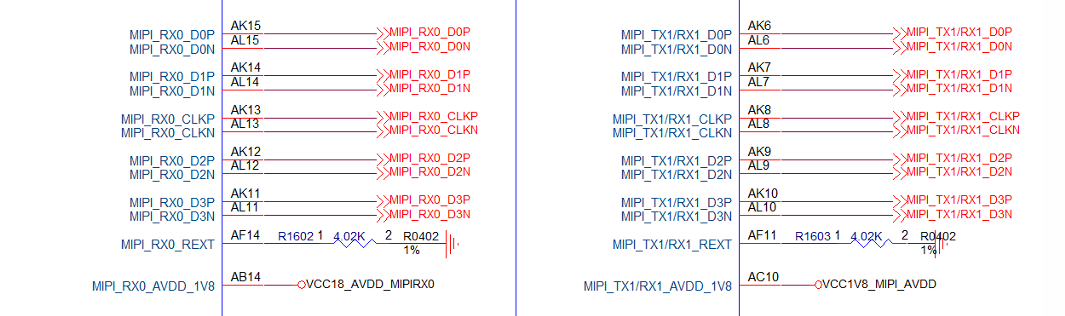 MIPI_RX0_D0P AK15 MIPI_RX0_D0P
MIPI_RX0_D0N AL15 MIPI_RX0_D0N
MIPI_RX0_D1P AK14 MIPI_RX0_D1P
MIPI_RX0_D1N AL14 MIPI_RX0_D1N
MIPI_RX0_CLKP AK13 MIPI_RX0_CLKP
MIPI_RX0_CLKN AL13 MIPI_RX0_CLKN
MIPI_RX0_D2P AK12 MIPI_RX0_D2P
MIPI_RX0_D2N AL12 MIPI_RX0_D2N
MIPI_RX0_D3P AK11 MIPI_RX0_D3P
MIPI_RX0_D3N AL11 MIPI_RX0_D3N
MIPI_RX0_REXT AF14 R1602 1 4.02K 2 R0402
1%
MIPI_RX0_AVDD_1V8 AB14 VCC18_AVDD_MIPIRX0
MIPI_TX1/RX1_D0P AK6 MIPI_TX1/RX1_D0P
MIPI_TX1/RX1_D0N AL6 MIPI_TX1/RX1_D0N
MIPI_TX1/RX1_D1P AK7 MIPI_TX1/RX1_D1P
MIPI_TX1/RX1_D1N AL7 MIPI_TX1/RX1_D1N
MIPI_TX1/RX1_CLKP AK8 MIPI_TX1/RX1_CLKP
MIPI_TX1/RX1_CLKN AL8 MIPI_TX1/RX1_CLKN
MIPI_TX1/RX1_D2P AK9 MIPI_TX1/RX1_D2P
MIPI_TX1/RX1_D2N AL9 MIPI_TX1/RX1_D2N
MIPI_TX1/RX1_D3P AK10 MIPI_TX1/RX1_D3P
MIPI_TX1/RX1_D3N AL10 MIPI_TX1/RX1_D3N
MIPI_TX1/RX1_REXT AF11 R1603 1 4.02K 2 R0402
1%
MIPI_TX1/RX1_AVDD_1V8 AC10 VCC1V8_MIPI_AVDD